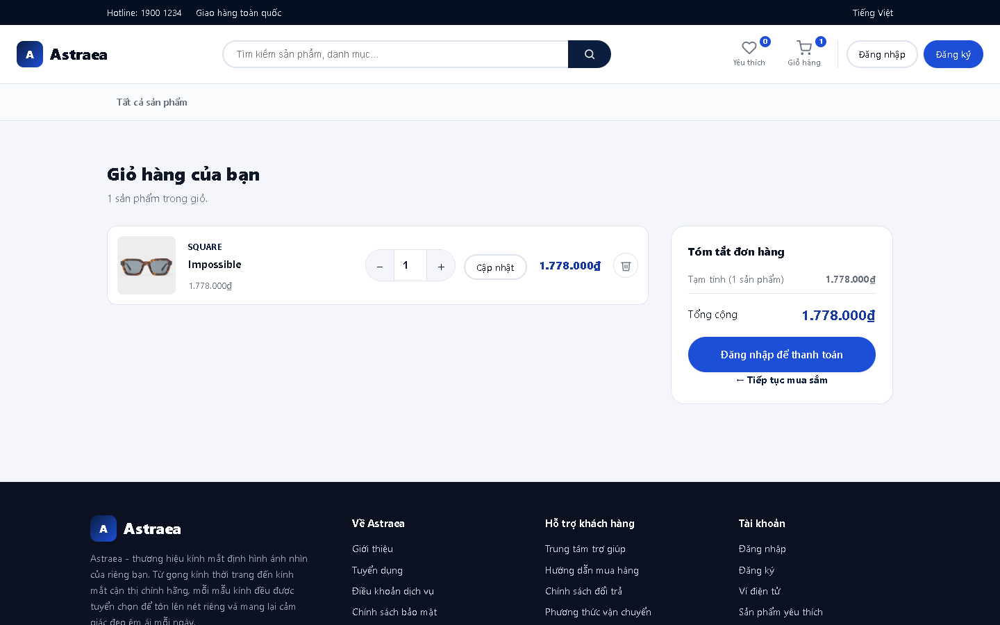 Hotline: 1900 1234
Giao hàng toàn quốc
Tiếng Việt
A
Astraea
Tìm kiếm sản phẩm, danh mục...
0
Yêu thích
1
Giỏ hàng
Đăng nhập
Đăng ký
Tất cả sản phẩm
Giỏ hàng của bạn
1 sản phẩm trong giỏ.
SQUARE
Impossible
1.778.000₫
−
1
+
Cập nhật
1.778.000₫
Tóm tắt đơn hàng
Tạm tính (1 sản phẩm)
1.778.000₫
Tổng cộng
1.778.000₫
Đăng nhập để thanh toán
← Tiếp tục mua sắm
A
Astraea
Astraea - thương hiệu kính mắt định hình ánh nhìn
của riêng bạn. Từ gọng kính thời trang đến kính
mắt cận thị chính hãng, mỗi mẫu kính đều được
tuyển chọn để tôn lên nét riêng và mang lại cảm
giác đeo êm ái mỗi ngày.
Về Astraea
Giới thiệu
Tuyển dụng
Điều khoản dịch vụ
Chính sách bảo mật
Hỗ trợ khách hàng
Trung tâm trợ giúp
Hướng dẫn mua hàng
Chính sách đổi trả
Phương thức vận chuyển
Tài khoản
Đăng nhập
Đăng ký
Ví điện tử
Sản phẩm yêu thích